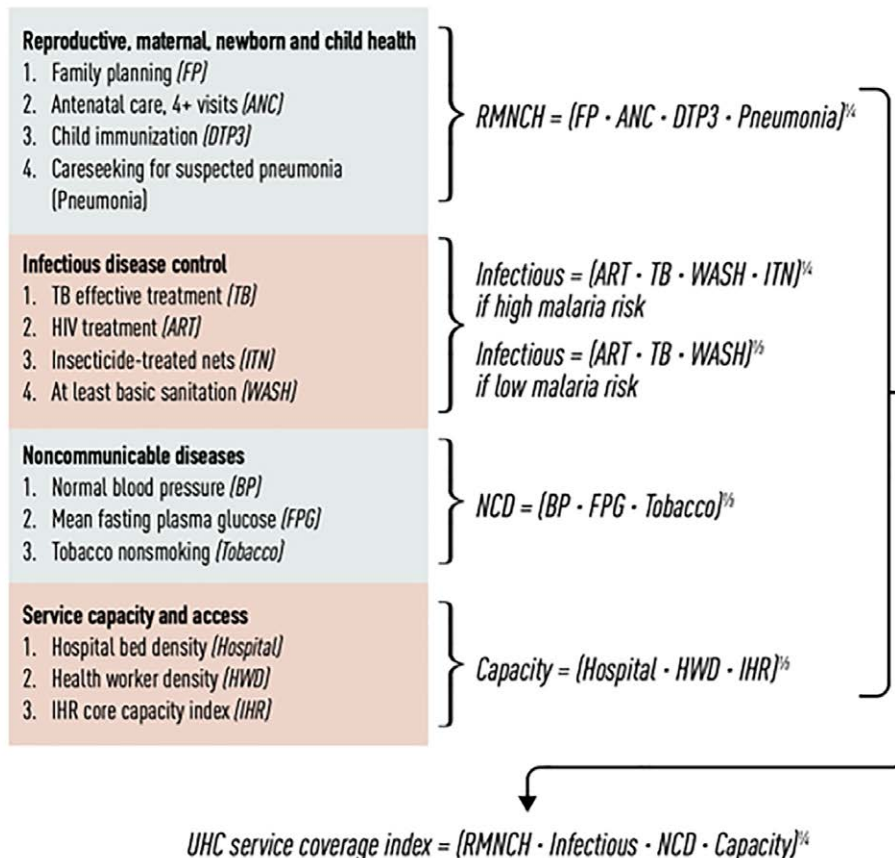 Reproductive, maternal, newborn and child health
1. Family planning (FP)
2. Antenatal care, 4+ visits (ANC)
3. Child immunization (DTP3)
4. Careseeking for suspected pneumonia
(Pneumonia)
RMNCH = (FP · ANC · DTP3 · Pneumonia)¼
Infectious disease control
1. TB effective treatment (TB)
2. HIV treatment (ART)
3. Insecticide-treated nets (ITN)
4. At least basic sanitation (WASH)
Infectious = (ART · TB · WASH · ITN)¼
if high malaria risk
Infectious = (ART · TB · WASH)⅓
if low malaria risk
Noncommunicable diseases
1. Normal blood pressure (BP)
2. Mean fasting plasma glucose (FPG)
3. Tobacco nonsmoking (Tobacco)
NCD = (BP · FPG · Tobacco)⅓
Service capacity and access
1. Hospital bed density (Hospital)
2. Health worker density (HWD)
3. IHR core capacity index (IHR)
Capacity = (Hospital · HWD · IHR)⅓
UHC service coverage index = (RMNCH · Infectious · NCD · Capacity)¼